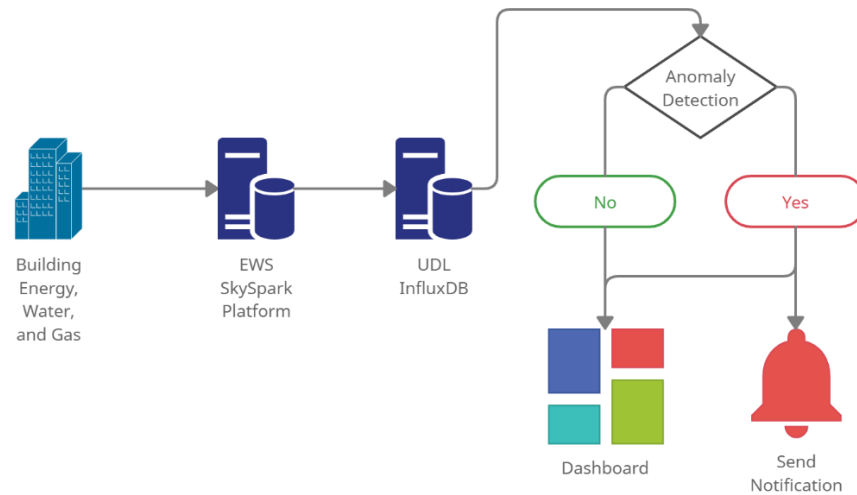 Anomaly
Detection
No
Yes
Building
Energy,
Water,
and Gas
EWS
SkySpark
Platform
UDL
InfluxDB
Dashboard
Send
Notification